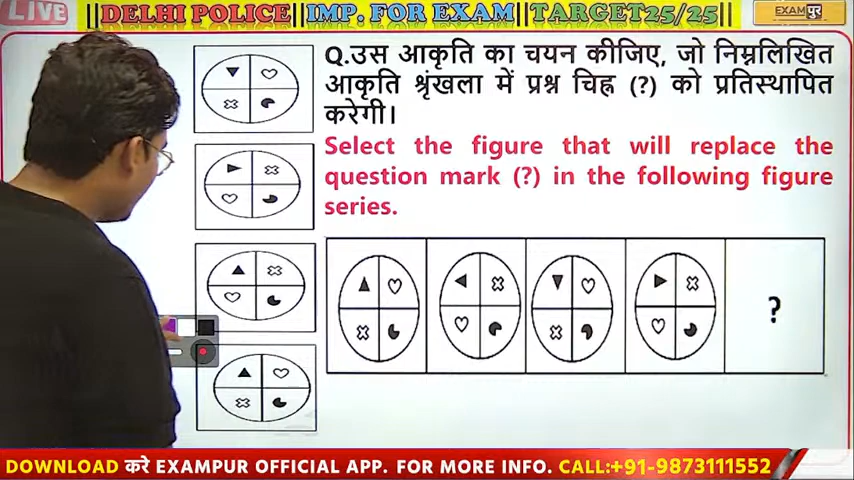 LIVE
||DELHI POLICE||IMP. FOR EXAM||TARGET25/25||
EXAMপুर
Q.उस आकृति का चयन कीजिए, जो निम्नलिखित
आकृति श्रृंखला में प्रश्न चिह्न (?) को प्रतिस्थापित
करेगी।
Select the figure that will replace the
question mark (?) in the following figure
series.
?
DOWNLOAD करे EXAMPUR OFFICIAL APP. FOR MORE INFO. CALL:+91-9873111552